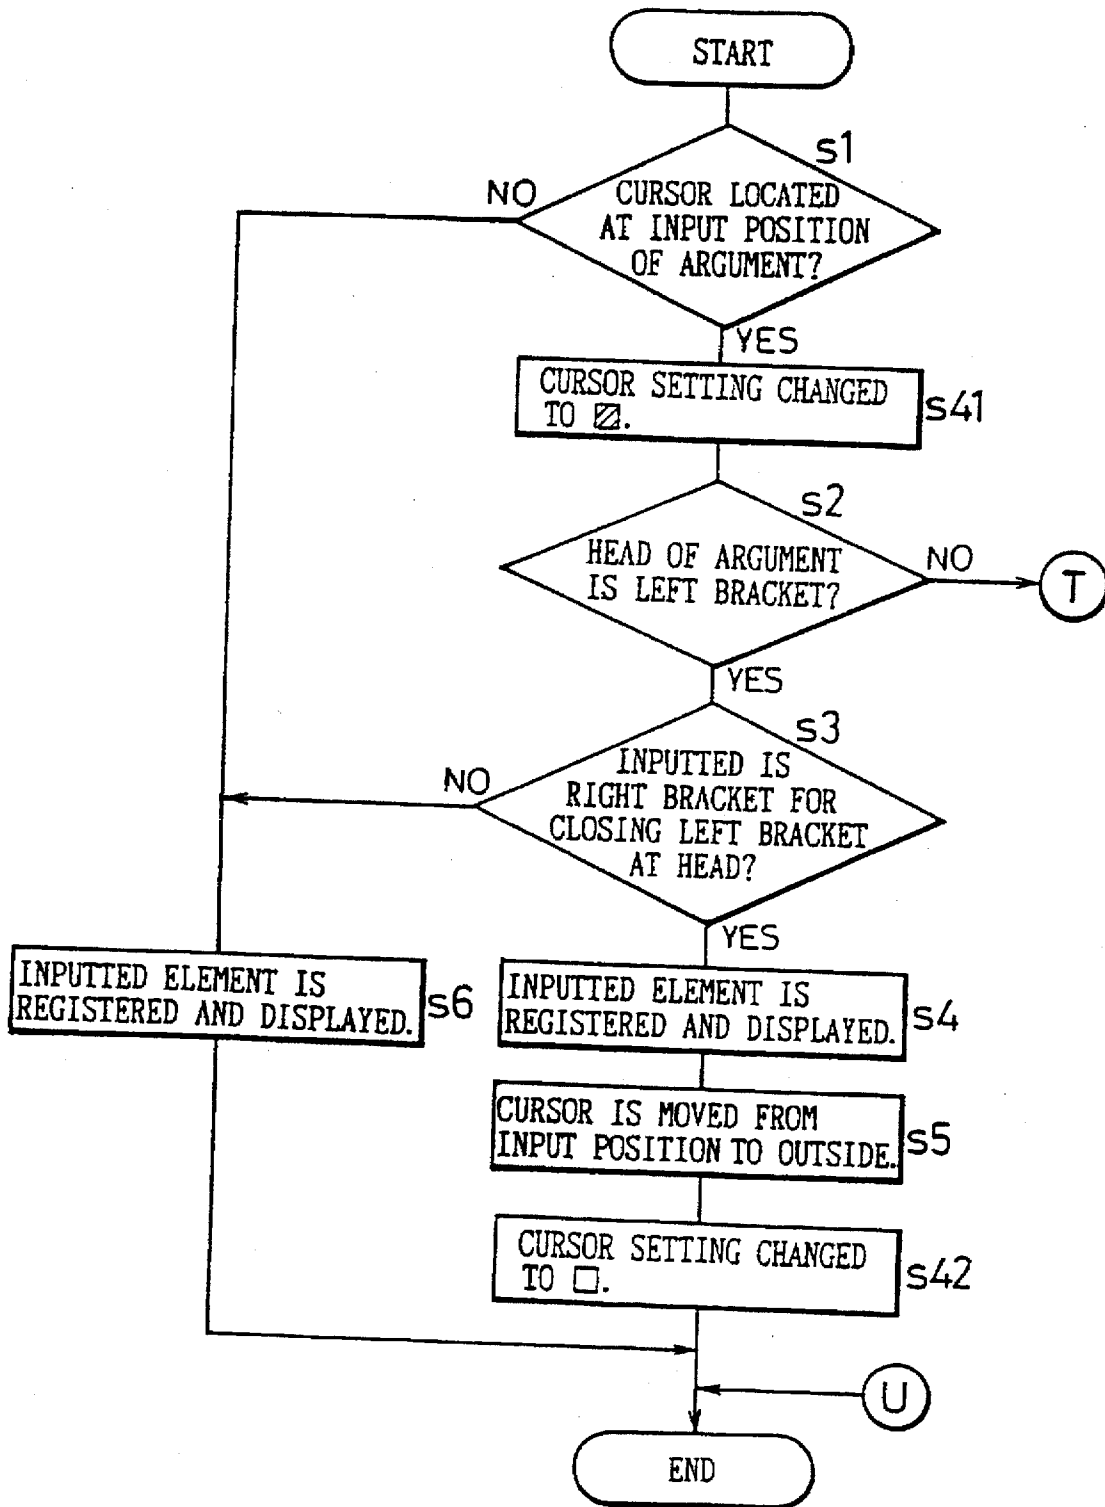 START
s1
NO
CURSOR LOCATED
AT INPUT POSITION
OF ARGUMENT?
YES
CURSOR SETTING CHANGED
TO .
s41
s2
HEAD OF ARGUMENT
IS LEFT BRACKET?
NO
T
YES
s3
NO
INPUTTED IS
RIGHT BRACKET FOR
CLOSING LEFT BRACKET
AT HEAD?
YES
INPUTTED ELEMENT IS
REGISTERED AND DISPLAYED.
s6
INPUTTED ELEMENT IS
REGISTERED AND DISPLAYED.
s4
CURSOR IS MOVED FROM
INPUT POSITION TO OUTSIDE.
s5
CURSOR SETTING CHANGED
TO □.
s42
U
END